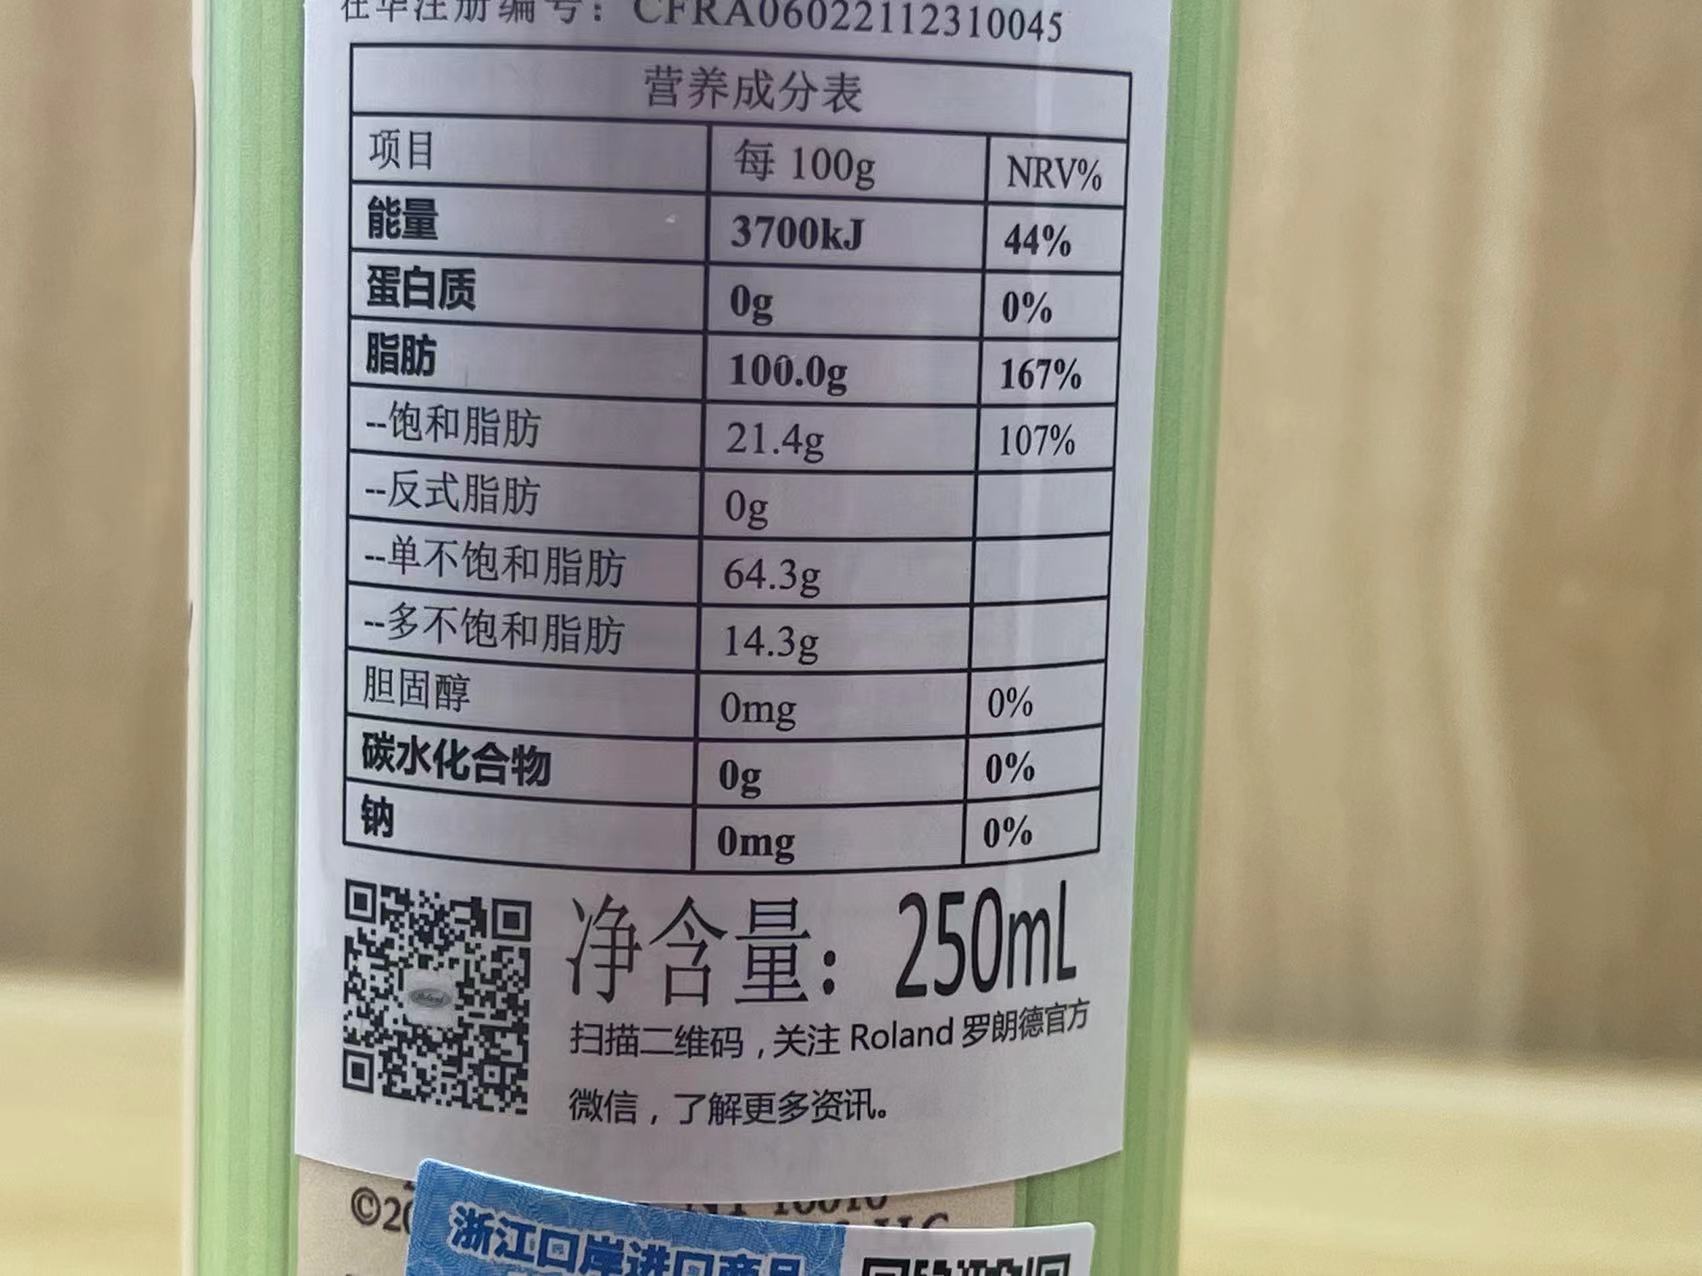 在华注册编号：CFRA06022112310045
营养成分表
项目 每 100g NRV%
能量 3700kJ 44%
蛋白质 0g 0%
脂肪 100.0g 167%
--饱和脂肪 21.4g 107%
--反式脂肪 0g
--单不饱和脂肪 64.3g
--多不饱和脂肪 14.3g
胆固醇 0mg 0%
碳水化合物 0g 0%
钠 0mg 0%
净含量：250mL
扫描二维码，关注 Roland 罗朗德官方
微信，了解更多资讯。
浙江口岸进口商品